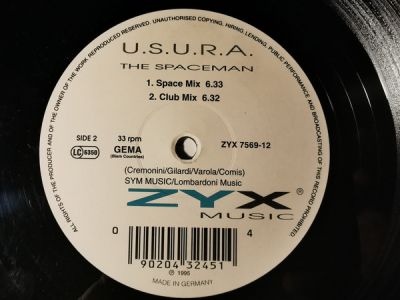 ALL RIGHTS OF THE PRODUCER AND OF THE OWNER OF THE WORK REPRODUCED RESERVED. UNAUTHORISED COPYING, HIRING, LENDING, PUBLIC PERFORMANCE AND BROADCASTING OF THIS RECORD PROHIBITED.
U.S.U.R.A.
THE SPACEMAN
1. Space Mix 6.33
2. Club Mix 6.32
SIDE 2 33 rpm ZYX 7569-12
LC 6350 GEMA
(Biem Countries)
(Cremonini/Gilardi/Varola/Comis)
SYM MUSIC/Lombardoni Music
ZYX®
MUSIC
0 4
90204 32451
℗ 1995
MADE IN GERMANY